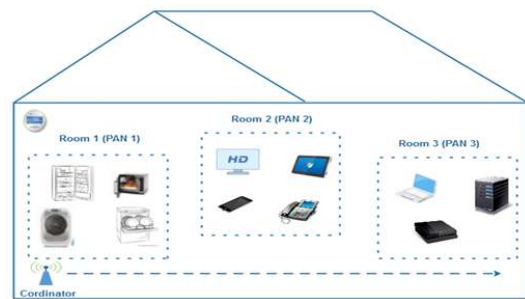 Room 2 (PAN 2)
Room 1 (PAN 1)
Room 3 (PAN 3)
HD
Cordinator